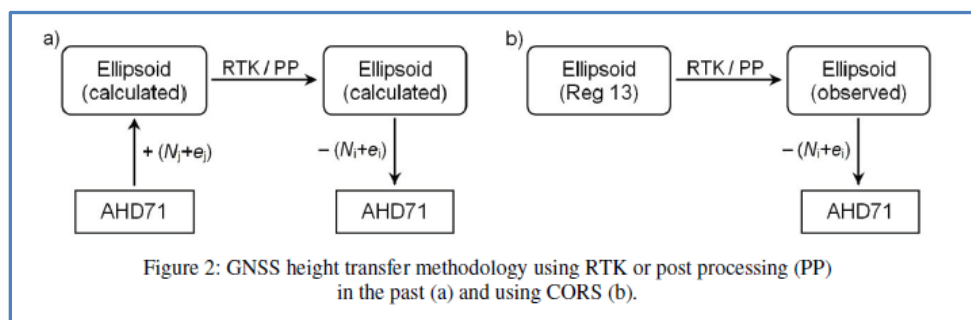 a)
Ellipsoid
(calculated)
RTK / PP
Ellipsoid
(calculated)
+ (Nj+ej)
– (Ni+ei)
AHD71
AHD71
b)
Ellipsoid
(Reg 13)
RTK / PP
Ellipsoid
(observed)
– (Ni+ei)
AHD71
Figure 2: GNSS height transfer methodology using RTK or post processing (PP)
in the past (a) and using CORS (b).